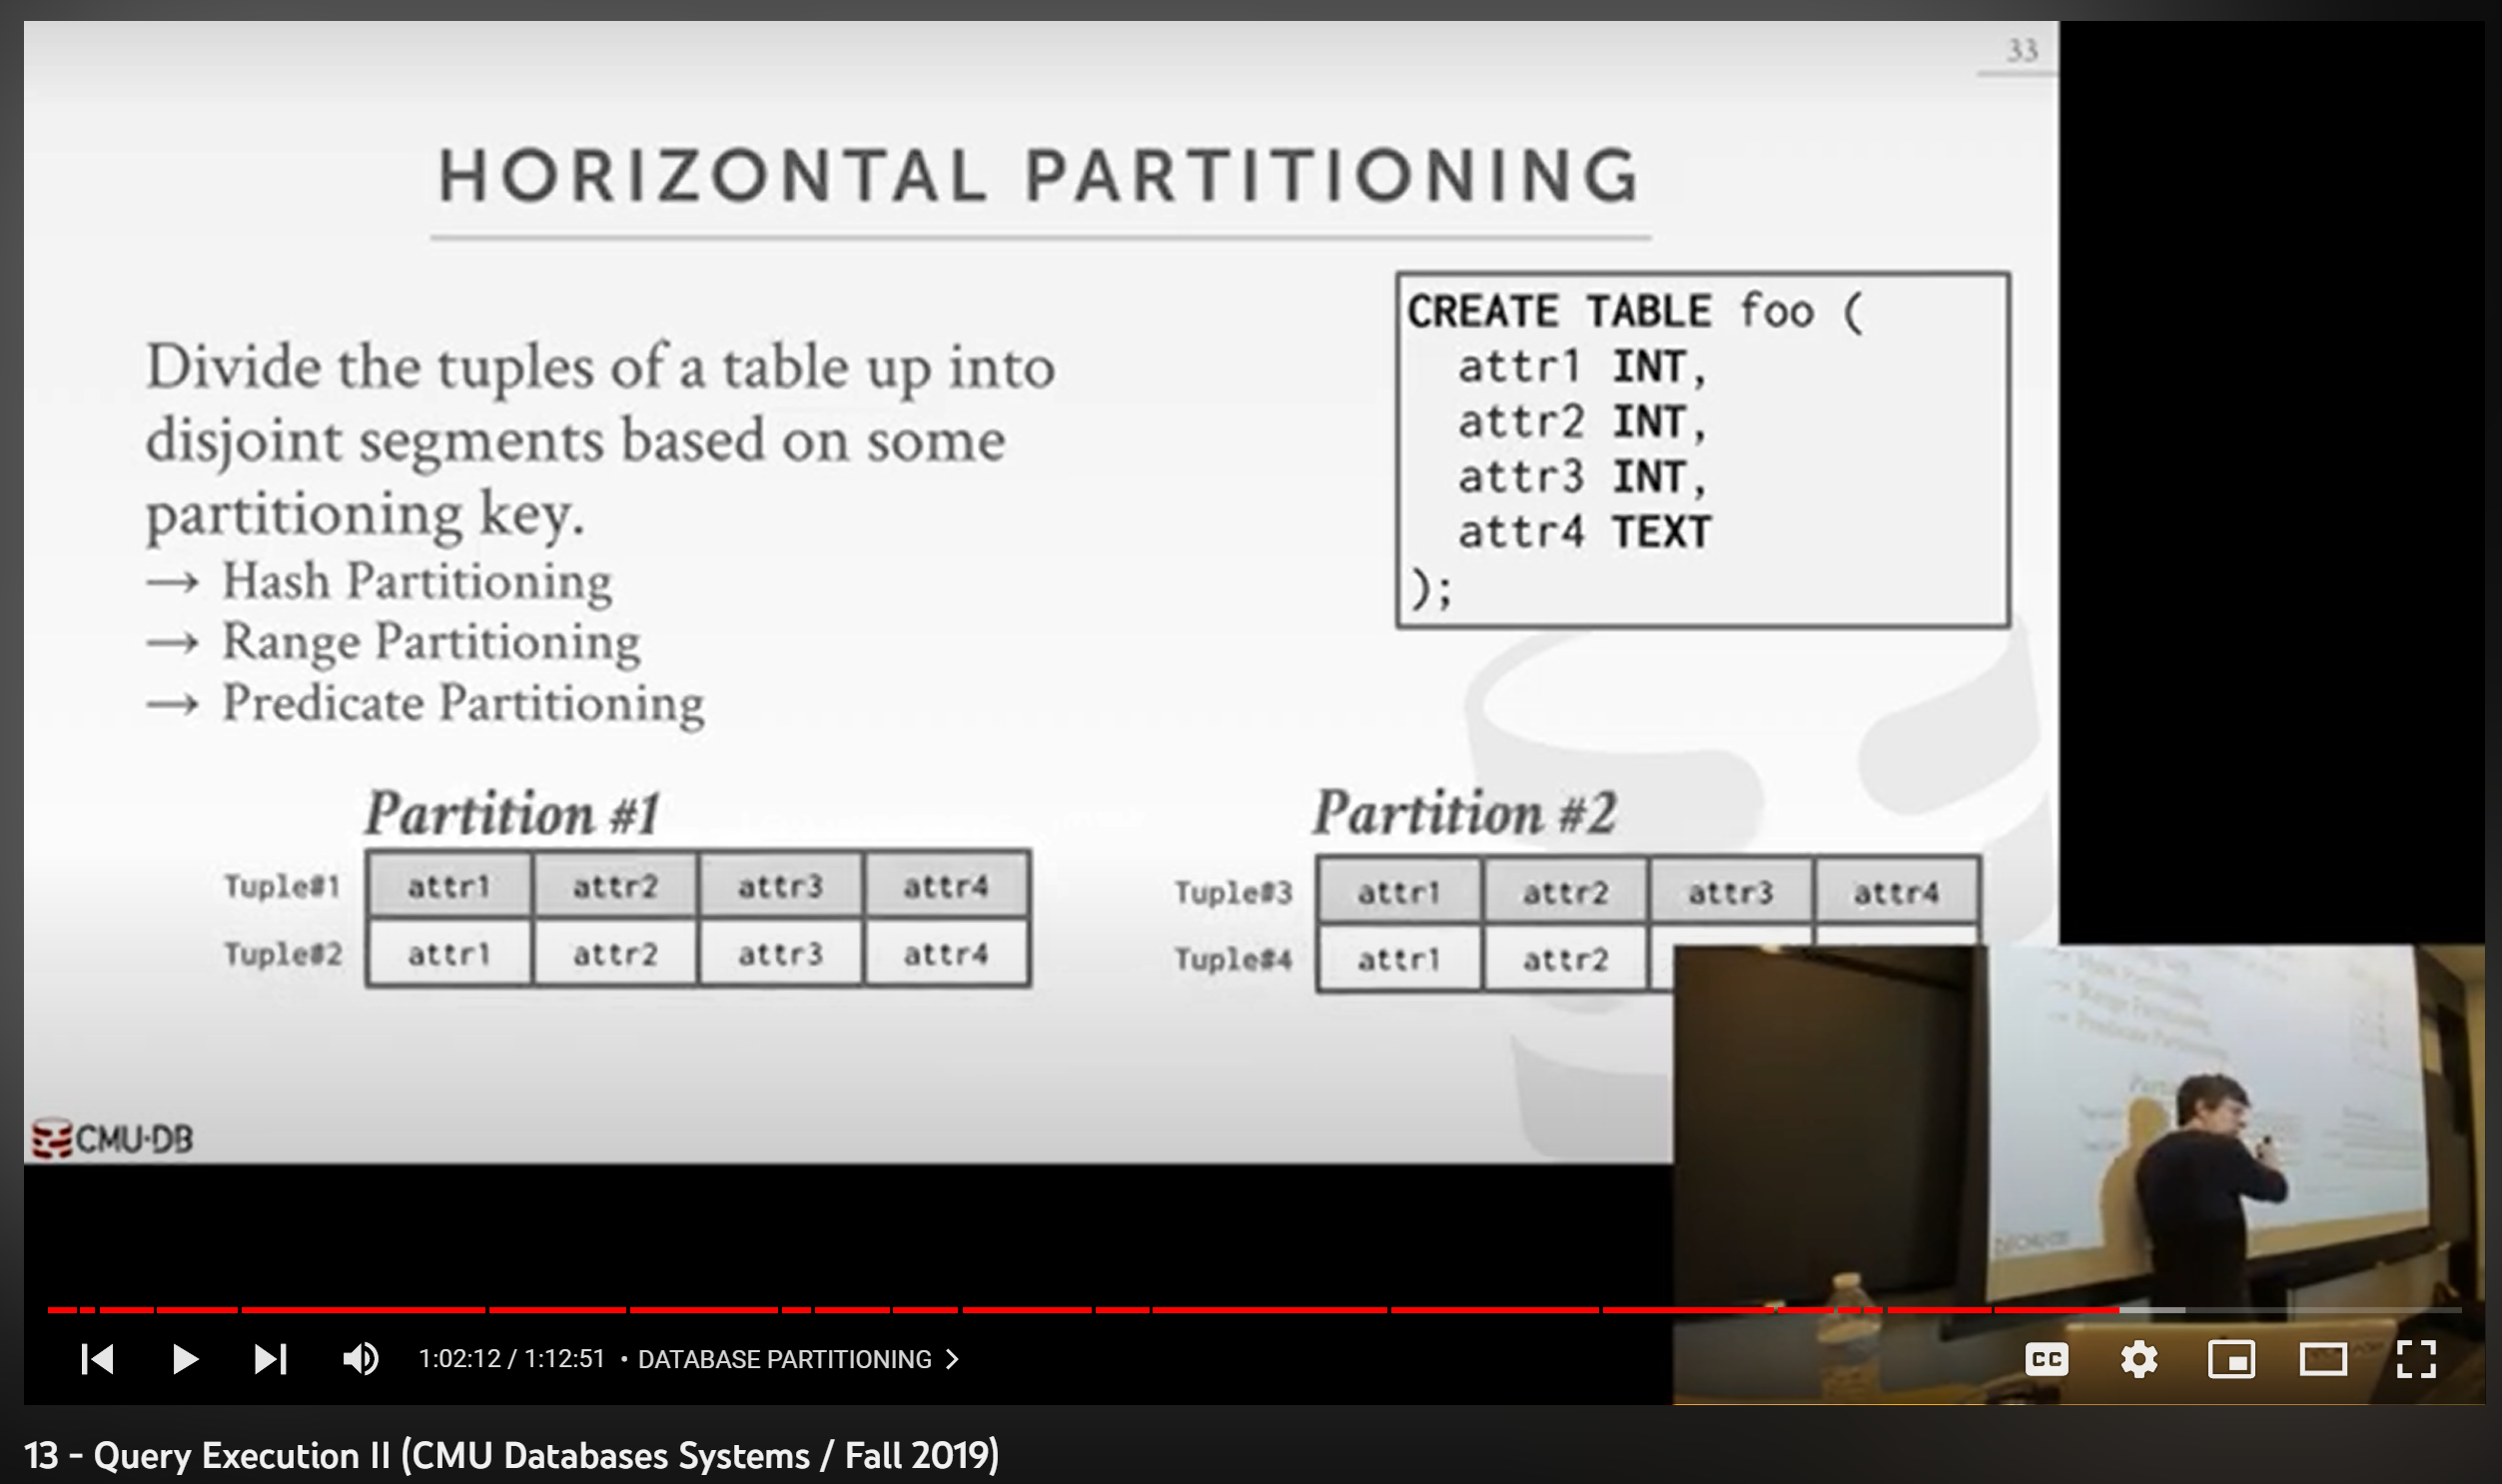 33
HORIZONTAL PARTITIONING
Divide the tuples of a table up into
disjoint segments based on some
partitioning key.
→ Hash Partitioning
→ Range Partitioning
→ Predicate Partitioning
CREATE TABLE foo (
attr1 INT,
attr2 INT,
attr3 INT,
attr4 TEXT
);
Partition #1
Tuple#1 attr1 attr2 attr3 attr4
Tuple#2 attr1 attr2 attr3 attr4
Partition #2
Tuple#3 attr1 attr2 attr3 attr4
Tuple#4 attr1 attr2
CMU·DB
1:02:12 / 1:12:51 • DATABASE PARTITIONING >
CC
13 - Query Execution II (CMU Databases Systems / Fall 2019)